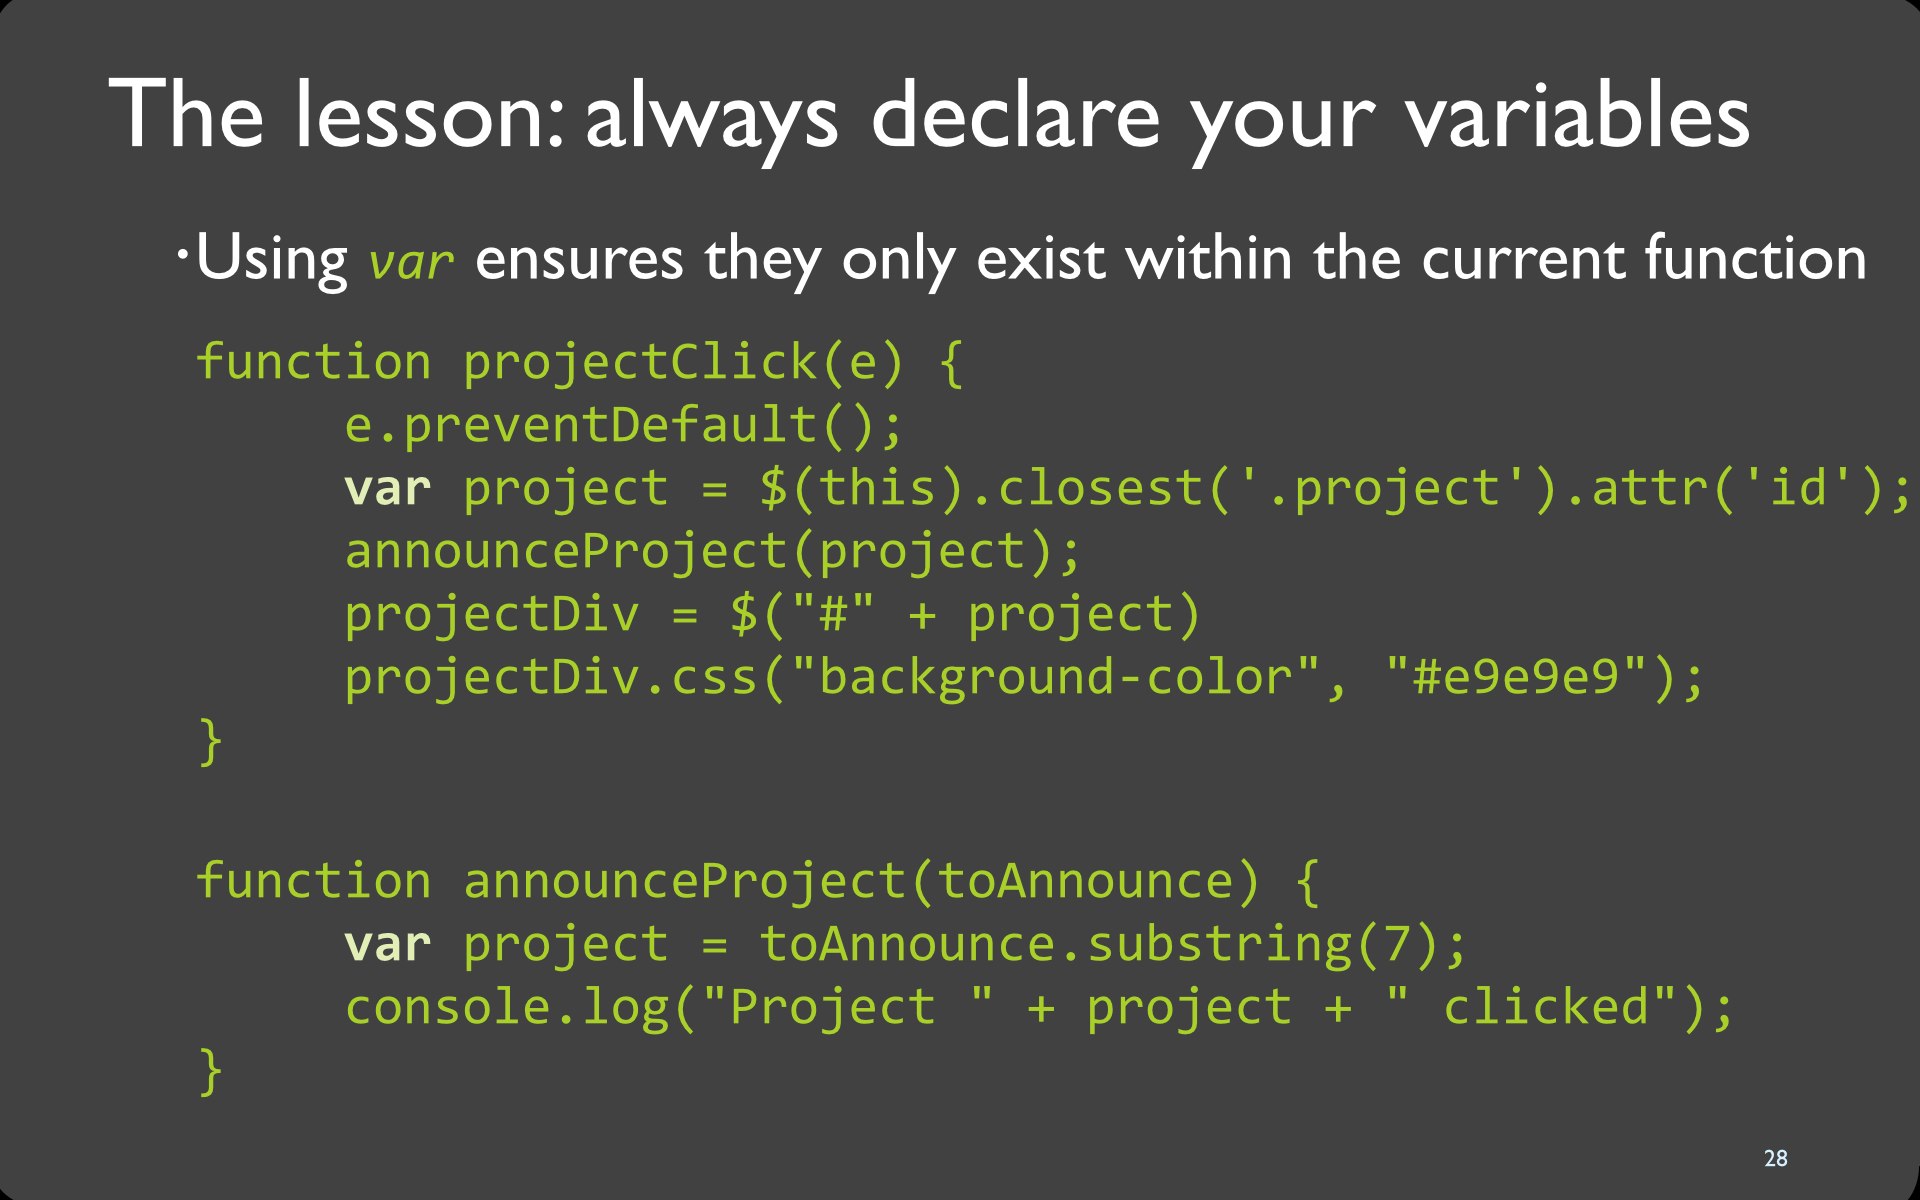 The lesson: always declare your variables
•Using var ensures they only exist within the current function
function projectClick(e) {
e.preventDefault();
var project = $(this).closest('.project').attr('id');
announceProject(project);
projectDiv = $("#" + project)
projectDiv.css("background-color", "#e9e9e9");
}
function announceProject(toAnnounce) {
var project = toAnnounce.substring(7);
console.log("Project " + project + " clicked");
}
28